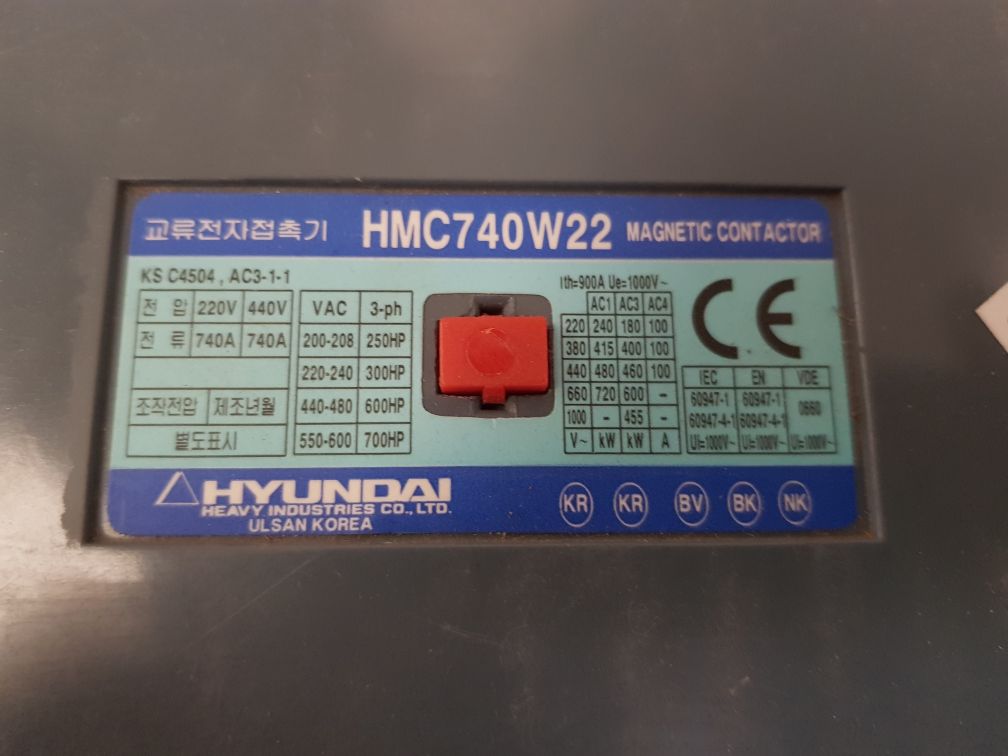 교류전자접촉기 HMC740W22 MAGNETIC CONTACTOR
KS C4504 , AC3-1-1
전 압 220V 440V
전 류 740A 740A
조작전압 제조년월
별도표시
VAC 3-ph
200-208 250HP
220-240 300HP
440-480 600HP
550-600 700HP
Ith=900A Ue=1000V~
AC1 AC3 AC4
220 240 180 100
380 415 400 100
440 480 460 100
660 720 600 -
1000 - 455 -
V~ kW kW A
CE
IEC EN VDE
60947-1 60947-1 0660
60947-4-1 60947-4-1
Ui=1000V~ Ui=1000V~ Ui=1000V~
HYUNDAI
HEAVY INDUSTRIES CO., LTD.
ULSAN KOREA
KR KR BV BK NK